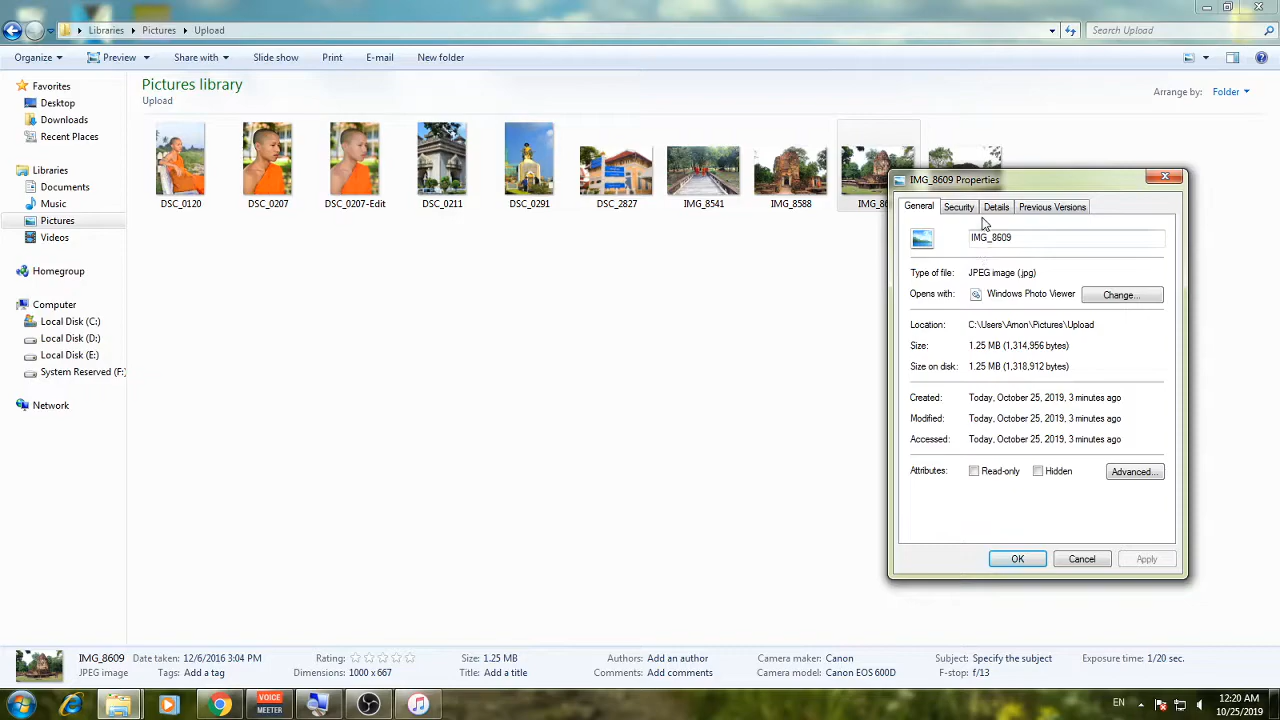 Libraries Pictures Upload
Search Upload
Organize Preview Share with Slide show Print E-mail New folder
Favorites
Desktop
Downloads
Recent Places
Libraries
Documents
Music
Pictures
Videos
Homegroup
Computer
Local Disk (C:)
Local Disk (D:)
Local Disk (E:)
System Reserved (F:
Network
Pictures library
Upload
Arrange by: Folder
DSC_0120 DSC_0207 DSC_0207-Edit DSC_0211 DSC_0291 DSC_2827 IMG_8541 IMG_8588 IMG_8
IMG_8609 Properties
General Security Details Previous Versions
IMG_8609
Type of file: JPEG image (.jpg)
Opens with: Windows Photo Viewer Change...
Location: C:\Users\Amon\Pictures\Upload
Size: 1.25 MB (1,314,956 bytes)
Size on disk: 1.25 MB (1,318,912 bytes)
Created: Today, October 25, 2019, 3 minutes ago
Modified: Today, October 25, 2019, 3 minutes ago
Accessed: Today, October 25, 2019, 3 minutes ago
Attributes: Read-only Hidden Advanced...
OK Cancel Apply
IMG_8609 Date taken: 12/6/2016 3:04 PM Rating: Size: 1.25 MB Authors: Add an author Camera maker: Canon Subject: Specify the subject Exposure time: 1/20 sec.
JPEG image Tags: Add a tag Dimensions: 1000 x 667 Title: Add a title Comments: Add comments Camera model: Canon EOS 600D F-stop: f/13
VOICE
MEETER
EN
12:20 AM
10/25/2019